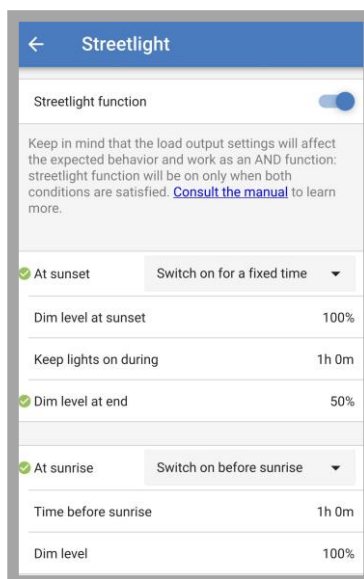 Streetlight
Streetlight function
Keep in mind that the load output settings will affect
the expected behavior and work as an AND function:
streetlight function will be on only when both
conditions are satisfied. Consult the manual to learn
more.
At sunset Switch on for a fixed time
Dim level at sunset 100%
Keep lights on during 1h 0m
Dim level at end 50%
At sunrise Switch on before sunrise
Time before sunrise 1h 0m
Dim level 100%